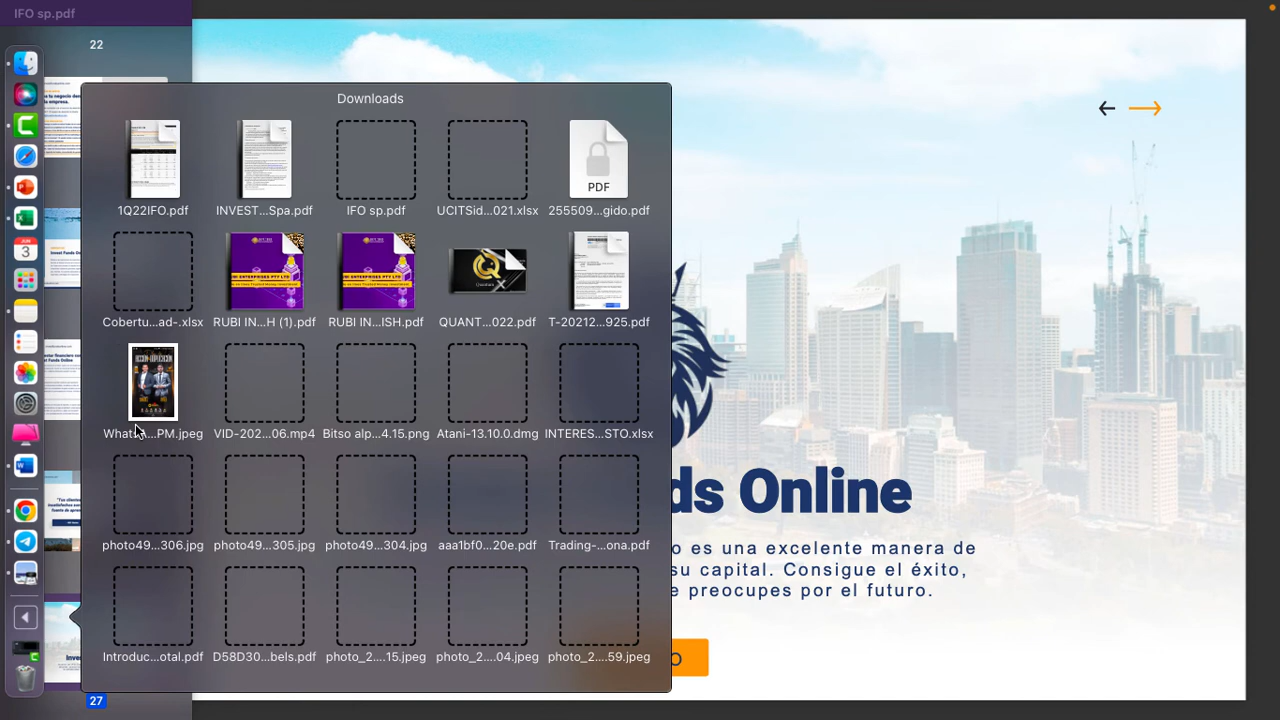 IFO sp.pdf
22
Downloads
1Q22IFO.pdf
INVEST...Spa.pdf
IFO sp.pdf
UCITSid...021.xlsx
PDF
255509...gido.pdf
Cobertu...ad-.xlsx
RUBI IN...H (1).pdf
RUBI IN...ISH.pdf
QUANT...022.pdf
T-20212...925.pdf
Whats...PM.jpeg
VID-202...06.mp4
Bitso alp...4.15.png
Atani-13.10.0.dmg
INTERES...STO.xlsx
photo49...306.jpg
photo49...305.jpg
photo49...304.jpg
aaa1bf0...20e.pdf
Trading-...ona.pdf
Introduc...otal.pdf
D58D30...bels.pdf
photo_2....15.jpeg
photo_2....04.jpeg
photo_2....59.jpeg
JUN
3
27
ds Online
o es una excelente manera de
su capital. Consigue el éxito,
e preocupes por el futuro.
O